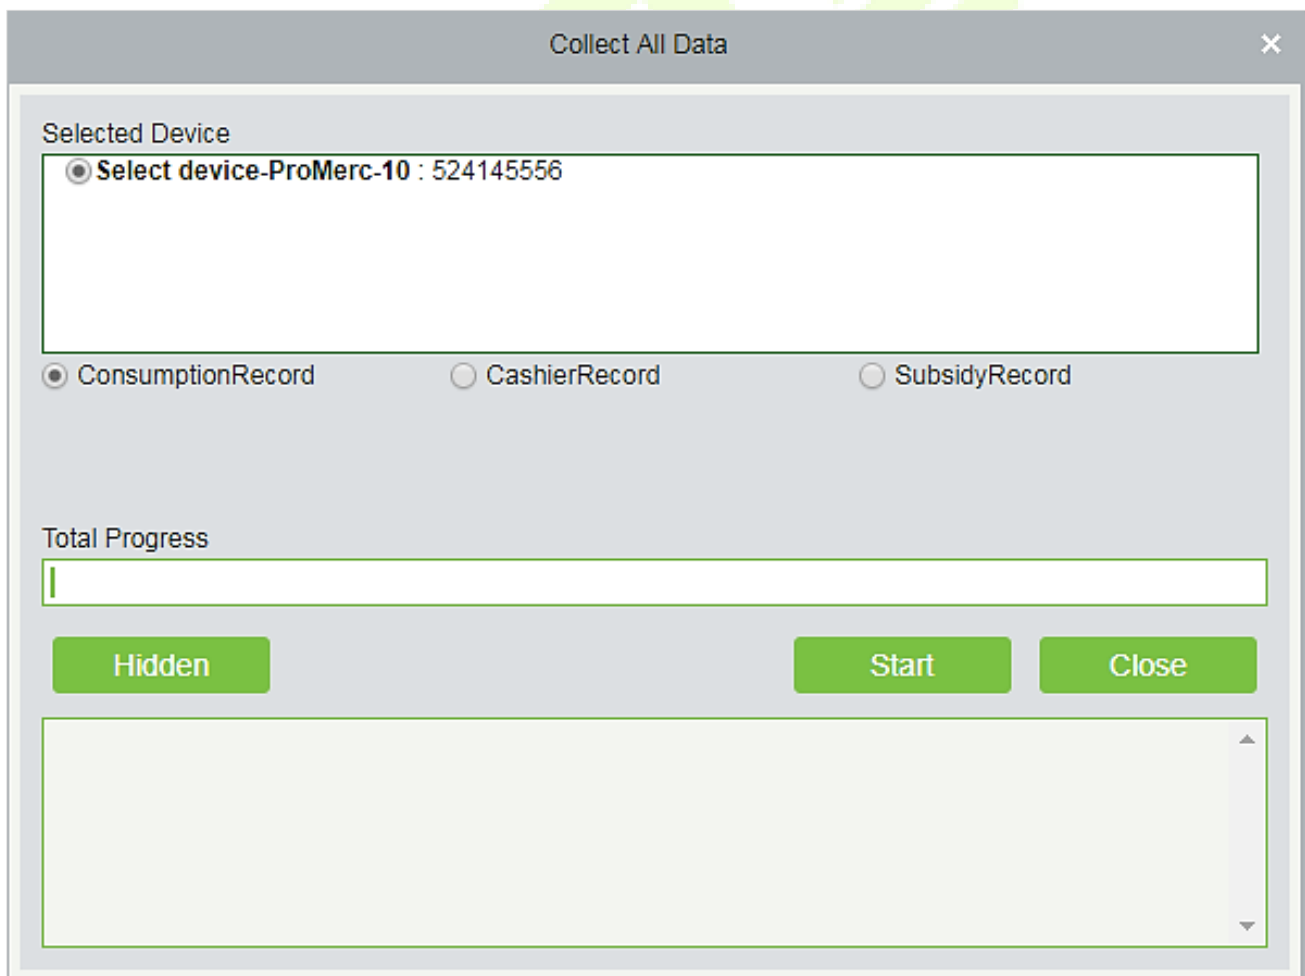 Collect All Data
Selected Device
Select device-ProMerc-10 : 524145556
ConsumptionRecord CashierRecord SubsidyRecord
Total Progress
Hidden Start Close